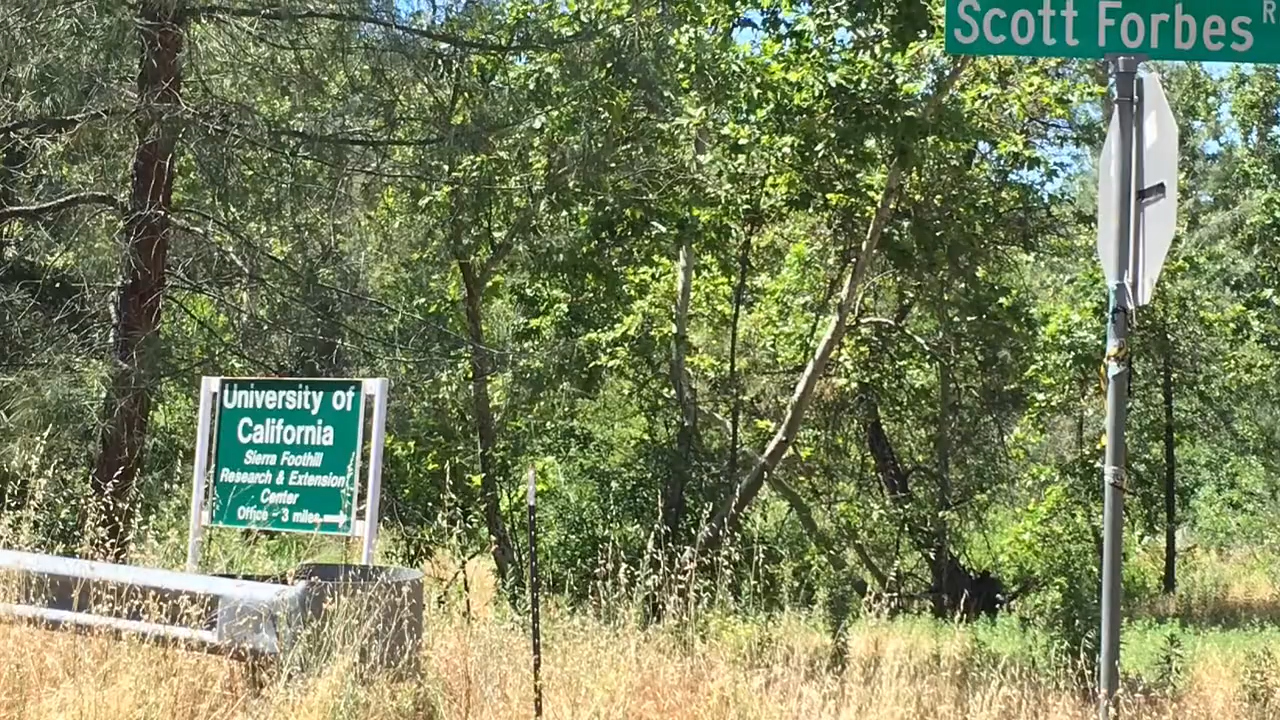 Scott Forbes R
University of
California
Sierra Foothill
Research & Extension
Center
Office - 3 miles